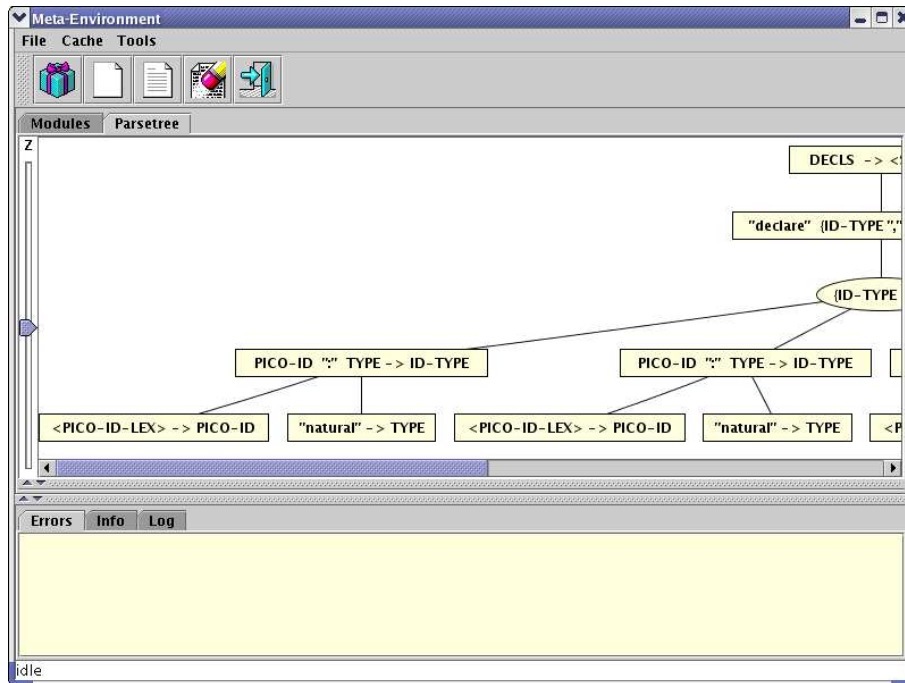 Meta-Environment
File Cache Tools
Modules Parsetree
Z
DECLS -> <
"declare" {ID-TYPE ","
{ID-TYPE
PICO-ID ":" TYPE -> ID-TYPE PICO-ID ":" TYPE -> ID-TYPE
<PICO-ID-LEX> -> PICO-ID "natural" -> TYPE <PICO-ID-LEX> -> PICO-ID "natural" -> TYPE <P
Errors Info Log
idle